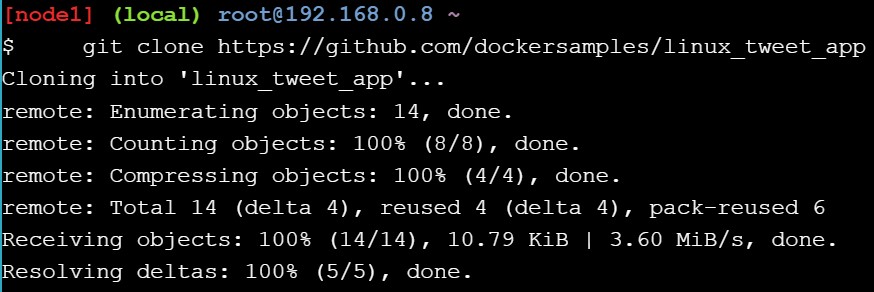 [node1] (local) root@192.168.0.8 ~
$     git clone https://github.com/dockersamples/linux_tweet_app
Cloning into 'linux_tweet_app'...
remote: Enumerating objects: 14, done.
remote: Counting objects: 100% (8/8), done.
remote: Compressing objects: 100% (4/4), done.
remote: Total 14 (delta 4), reused 4 (delta 4), pack-reused 6
Receiving objects: 100% (14/14), 10.79 KiB | 3.60 MiB/s, done.
Resolving deltas: 100% (5/5), done.